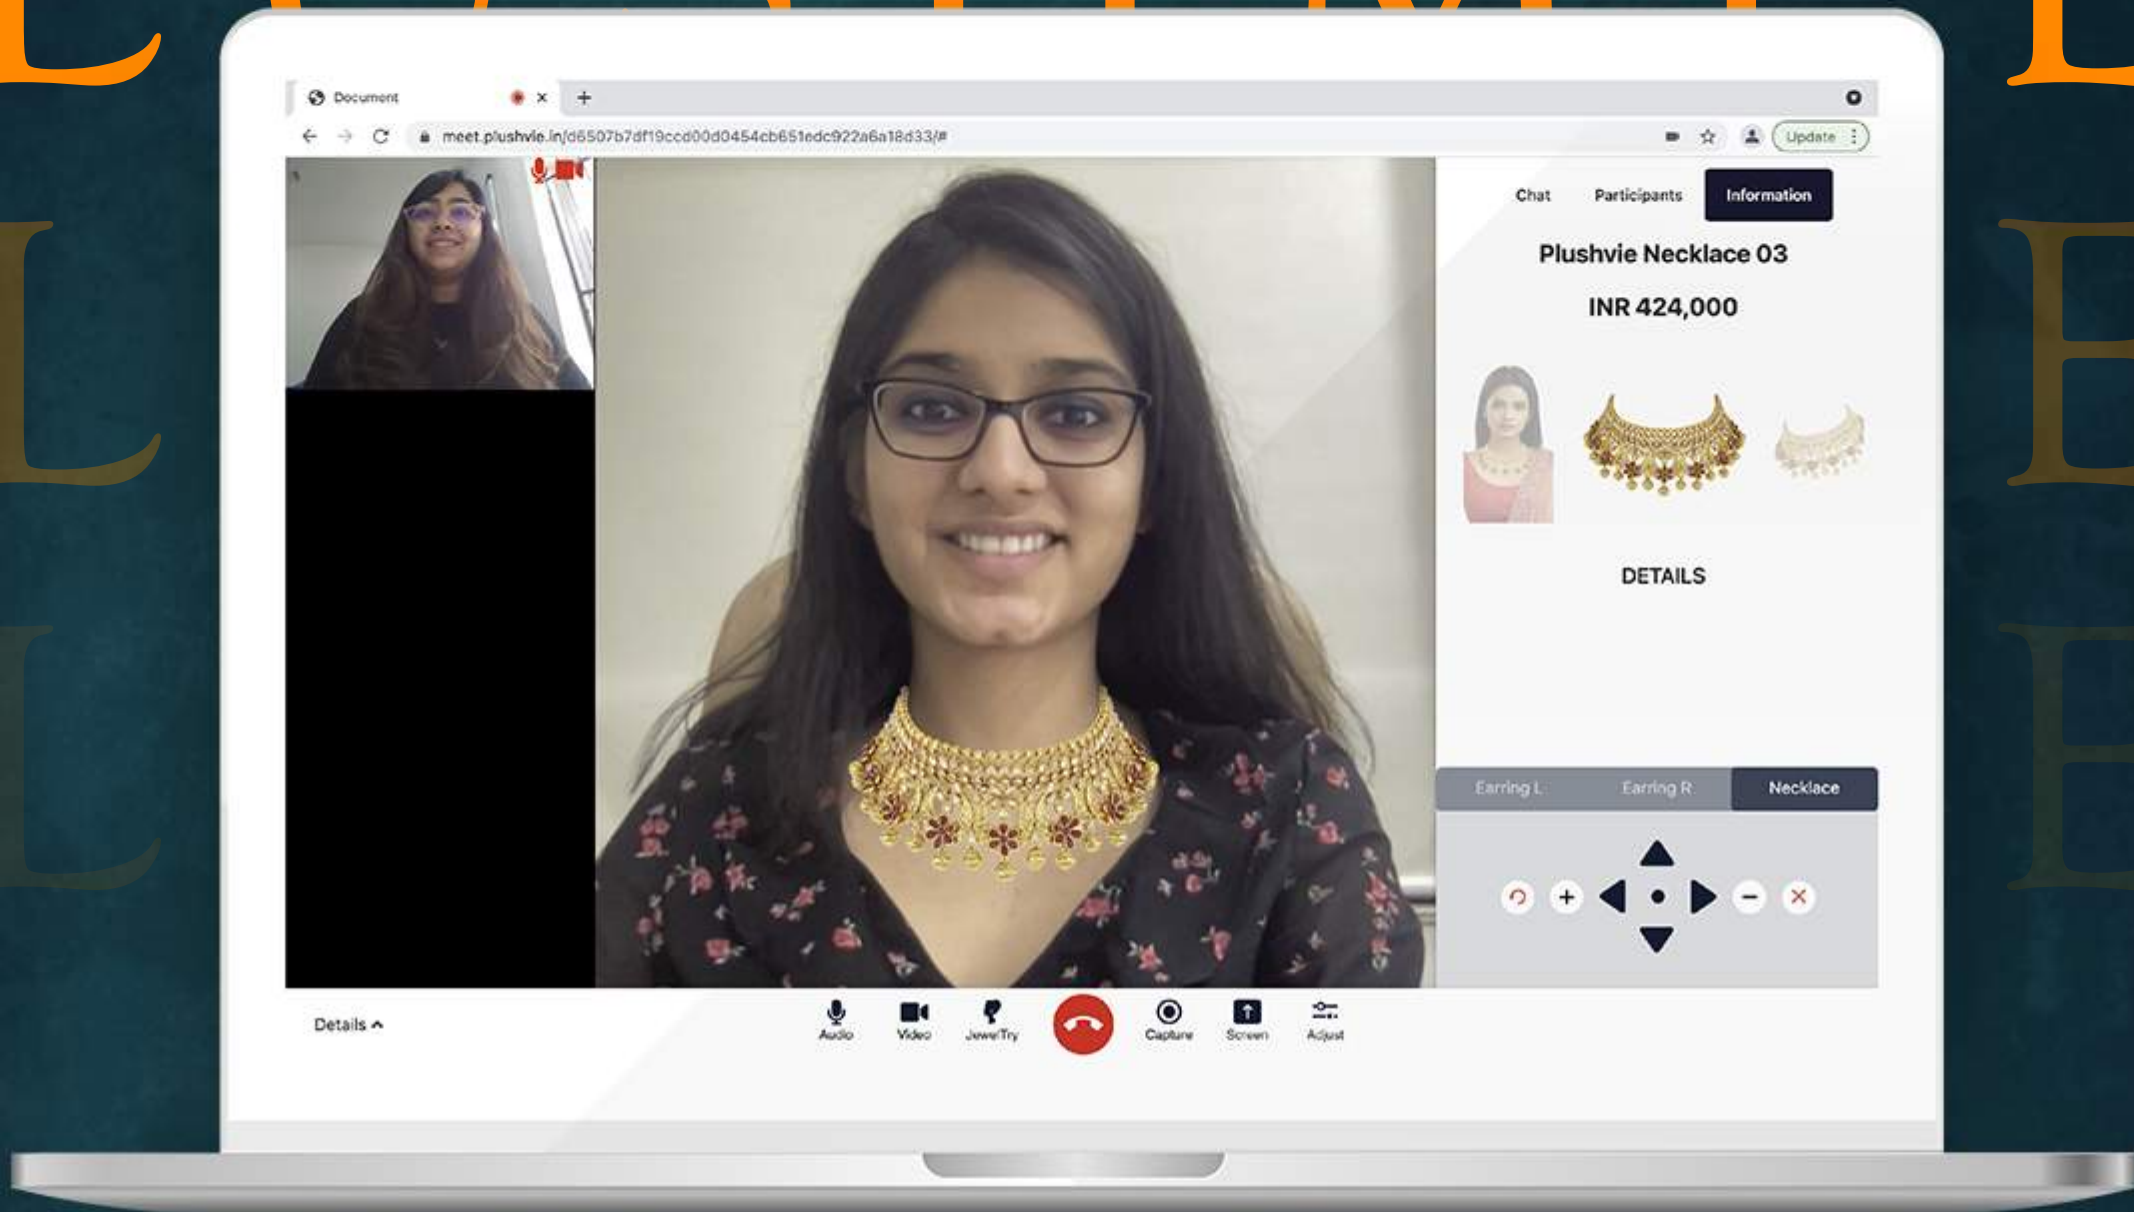 Document
meet.plushvie.in/d6507b7df19ccd00d0454cb651edc922a6a18d33/#
Update
Chat
Participants
Information
Plushvie Necklace 03
INR 424,000
DETAILS
Earring L
Earring R
Necklace
Details
Audio
Video
JewelTry
Capture
Screen
Adjust